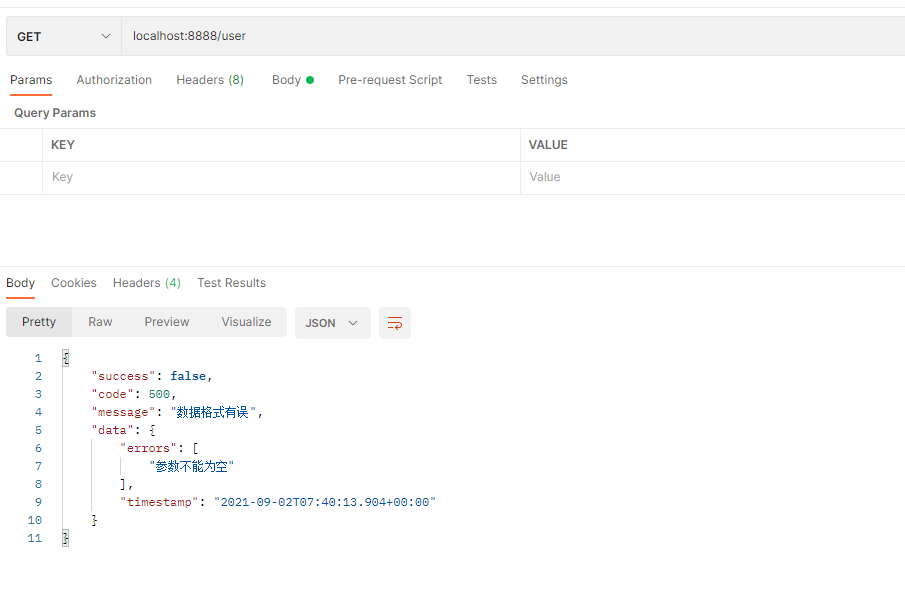 GET localhost:8888/user
Params Authorization Headers (8) Body Pre-request Script Tests Settings
Query Params
KEY VALUE
Key Value
Body Cookies Headers (4) Test Results
Pretty Raw Preview Visualize JSON
1 {
2 "success": false,
3 "code": 500,
4 "message": "数据格式有误",
5 "data": {
6 "errors": [
7 "参数不能为空"
8 ],
9 "timestamp": "2021-09-02T07:40:13.904+00:00"
10 }
11 }